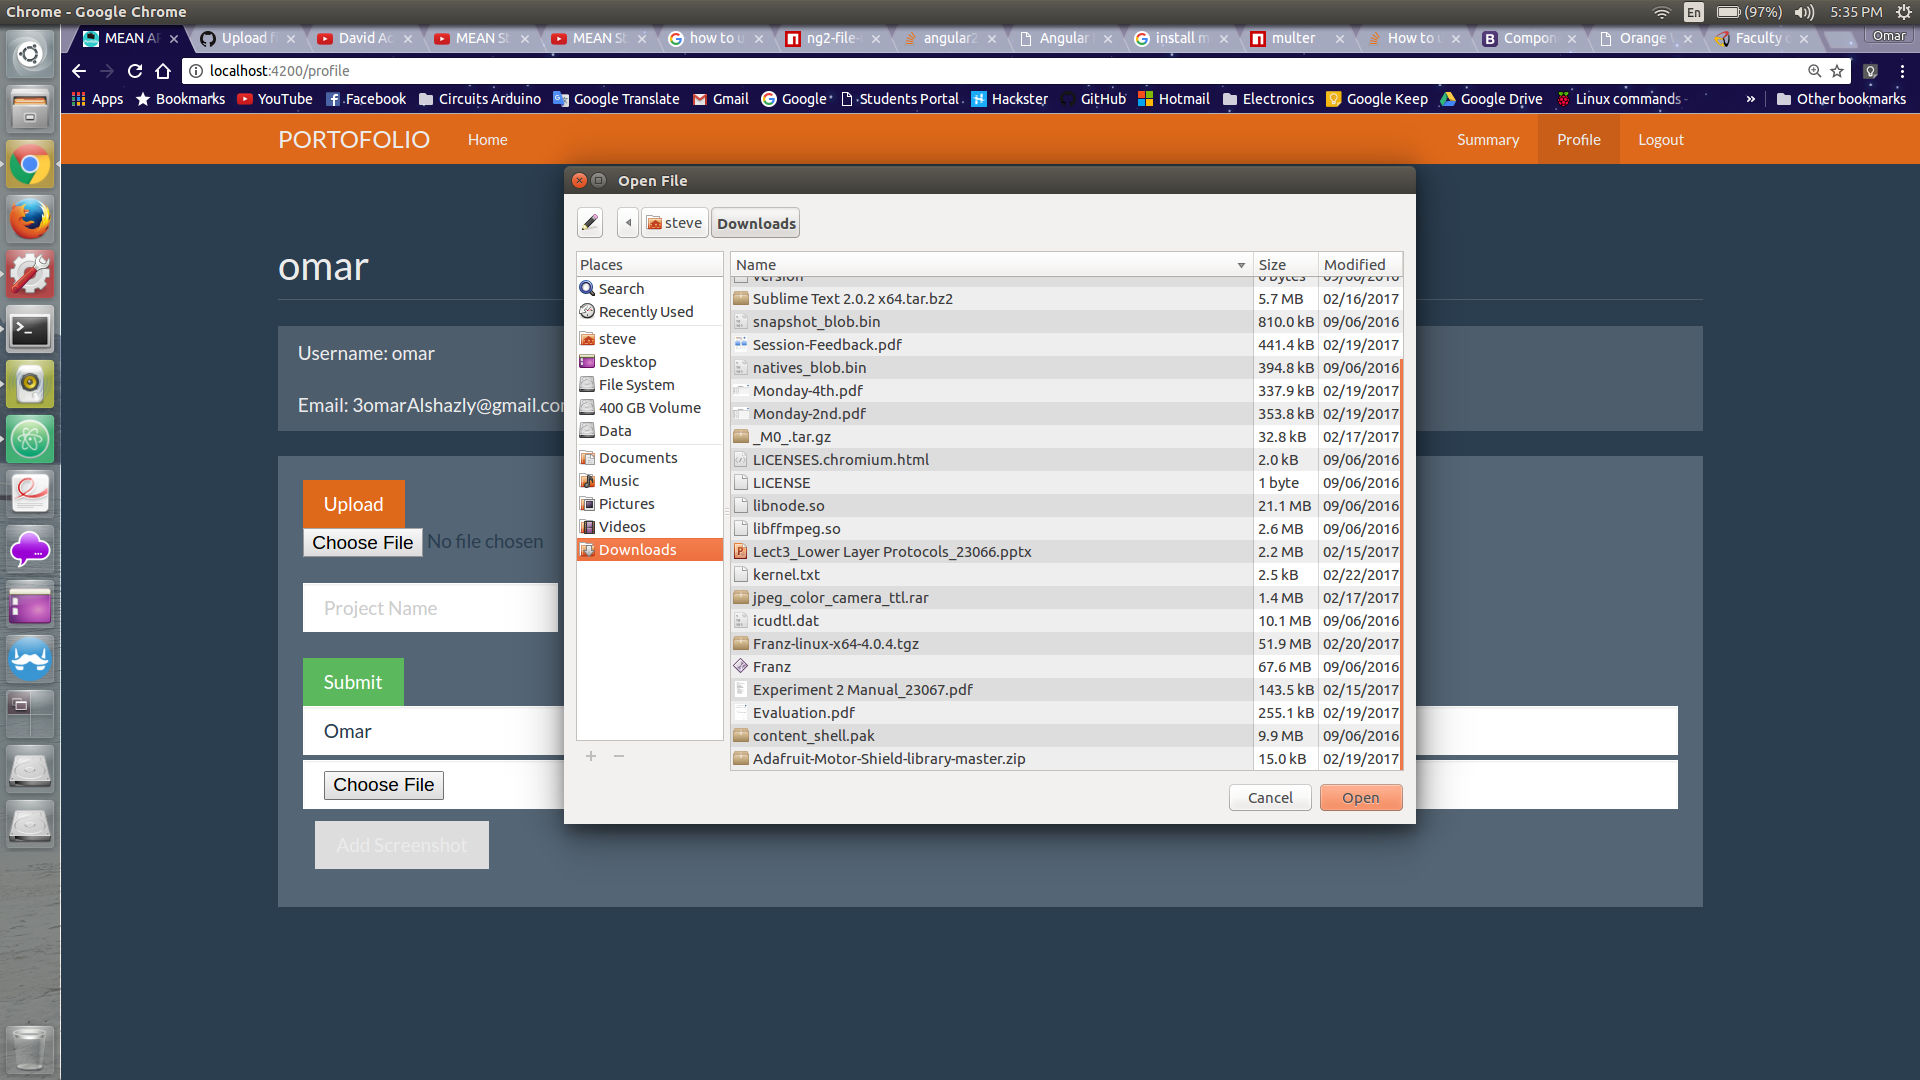 Chrome - Google Chrome
En (97%) 5:35 PM
MEAN AP Upload f David Ac MEAN St MEAN St how to u ng2-file- angular2 Angular install m multer How to u Compon Orange Faculty Omar
localhost:4200/profile
Apps Bookmarks YouTube Facebook Circuits Arduino Google Translate Gmail Google Students Portal Hackster GitHub Hotmail Electronics Google Keep Google Drive Linux commands » Other bookmarks
PORTOFOLIO Home Summary Profile Logout
Open File
steve Downloads
omar
Places Name Size Modified
version 6 bytes 09/06/2016
Search Sublime Text 2.0.2 x64.tar.bz2 5.7 MB 02/16/2017
Recently Used snapshot_blob.bin 810.0 kB 09/06/2016
steve Session-Feedback.pdf 441.4 kB 02/19/2017
Username: omar
Desktop natives_blob.bin 394.8 kB 09/06/2016
File System Monday-4th.pdf 337.9 kB 02/19/2017
400 GB Volume Monday-2nd.pdf 353.8 kB 02/19/2017
Email: 3omarAlshazly@gmail.co
Data _M0_.tar.gz 32.8 kB 02/17/2017
Documents LICENSES.chromium.html 2.0 kB 09/06/2016
Music LICENSE 1 byte 09/06/2016
Pictures libnode.so 21.1 MB 09/06/2016
Upload
Videos libffmpeg.so 2.6 MB 09/06/2016
Choose File No file chosen
Downloads Lect3_Lower Layer Protocols_23066.pptx 2.2 MB 02/15/2017
kernel.txt 2.5 kB 02/22/2017
jpeg_color_camera_ttl.rar 1.4 MB 02/17/2017
Project Name
icudtl.dat 10.1 MB 09/06/2016
Franz-linux-x64-4.0.4.tgz 51.9 MB 02/20/2017
Franz 67.6 MB 09/06/2016
Submit
Experiment 2 Manual_23067.pdf 143.5 kB 02/15/2017
Evaluation.pdf 255.1 kB 02/19/2017
Omar
content_shell.pak 9.9 MB 09/06/2016
Adafruit-Motor-Shield-library-master.zip 15.0 kB 02/19/2017
Choose File
Cancel Open
Add Screenshot